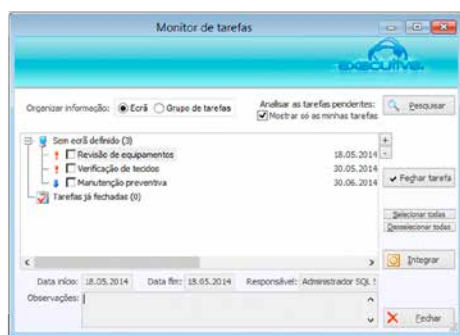 Monitor de tarefas
EXECUTIVE.
Organizar informação: Ecrã Grupo de tarefas
Analisar as tarefas pendentes:
Mostrar só as minhas tarefas
Pesquisar
Sem ecrã definido (3)
Revisão de equipamentos 18.05.2014
Verificação de tecidos 30.05.2014
Manutenção preventiva 30.06.2014
Tarefas já fechadas (0)
Fechar tarefa
Selecionar todas
Desselecionar todas
Integrar
Data início: 18.05.2014 Data fim: 18.05.2014 Responsável: Administrador SQL
Observações:
Fechar